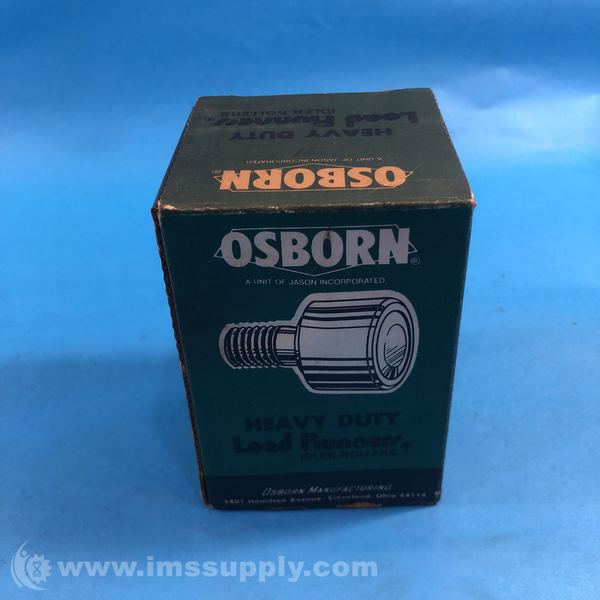 HEAVY DUTY
Load Runners®
IDLER-ROLLERS
A UNIT OF JASON INCORPORATED
OSBORN®
OSBORN®
A UNIT OF JASON INCORPORATED
HEAVY DUTY
Load Runners®
IDLER-ROLLERS
OSBORN MANUFACTURING
5401 Hamilton Avenue · Cleveland, Ohio 44114
www.imssupply.com